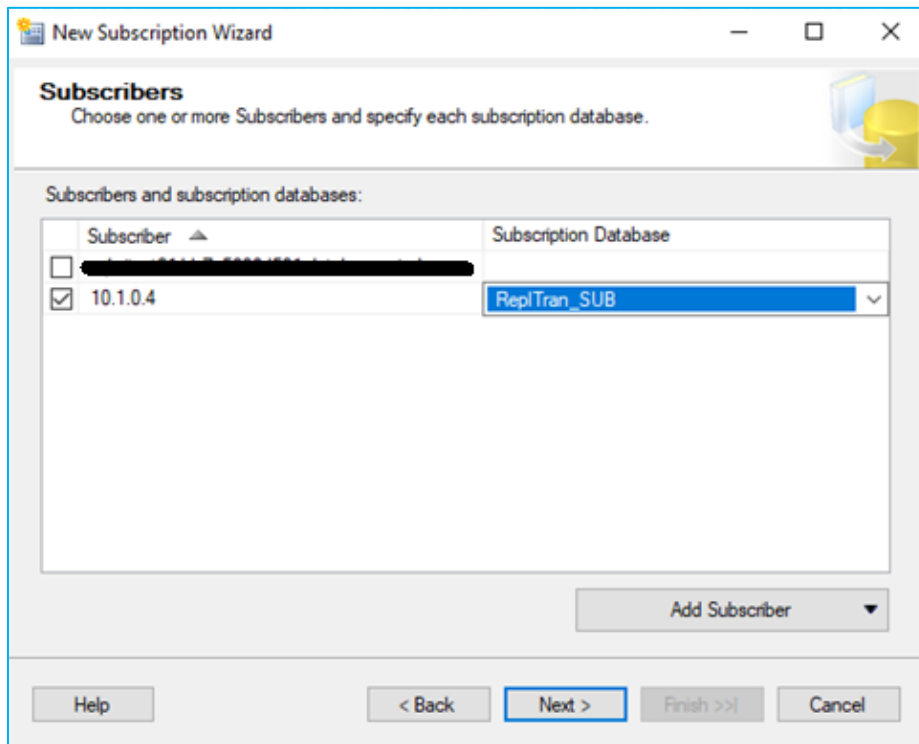 New Subscription Wizard
Subscribers
Choose one or more Subscribers and specify each subscription database.
Subscribers and subscription databases:
Subscriber Subscription Database
10.1.0.4 ReplTran_SUB
Add Subscriber
Help < Back Next > Finish >>| Cancel